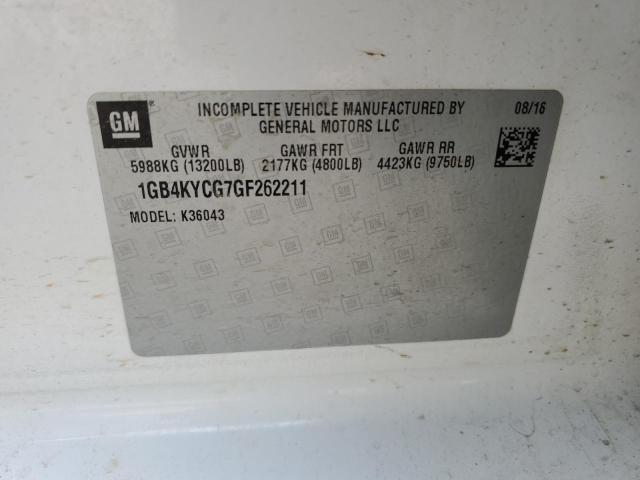 GM
INCOMPLETE VEHICLE MANUFACTURED BY
GENERAL MOTORS LLC
08/16
GVWR GAWR FRT GAWR RR
5988KG (13200LB) 2177KG (4800LB) 4423KG (9750LB)
1GB4KYCG7GF262211
MODEL: K36043